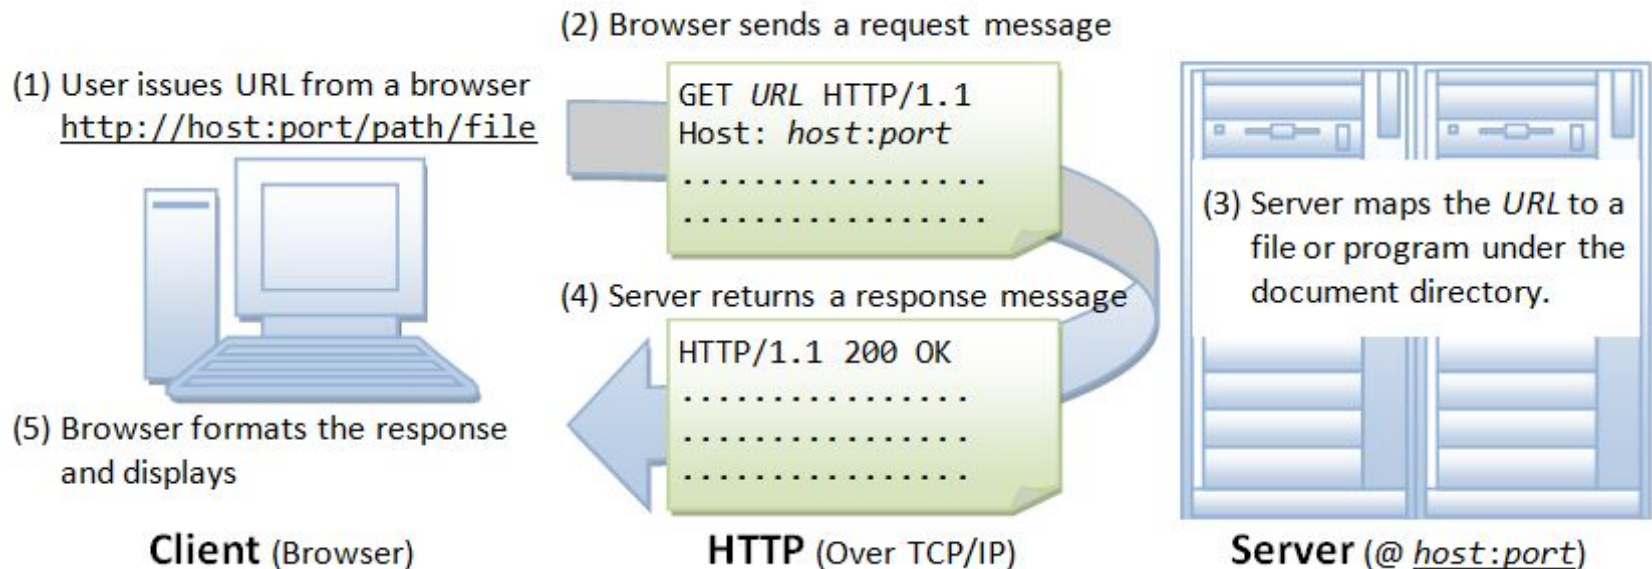 (1) User issues URL from a browser
http://host:port/path/file
(2) Browser sends a request message
GET URL HTTP/1.1
Host: host:port
..................
..................
(3) Server maps the URL to a
file or program under the
document directory.
(4) Server returns a response message
HTTP/1.1 200 OK
................
................
................
(5) Browser formats the response
and displays
Client (Browser)
HTTP (Over TCP/IP)
Server (@ host:port)